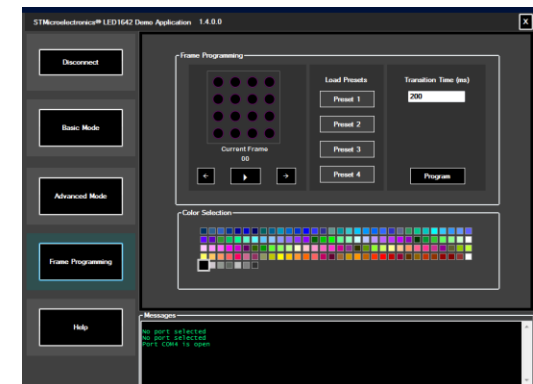 STMicroelectronics® LED1642 Demo Application 1.4.0.0
X
Disconnect
Basic Mode
Advanced Mode
Frame Programming
Help
Frame Programming
Current Frame
00
Load Presets
Preset 1
Preset 2
Preset 3
Preset 4
Transition Time (ms)
200
Program
Color Selection
Messages
No port selected
No port selected
Port COM4 is open